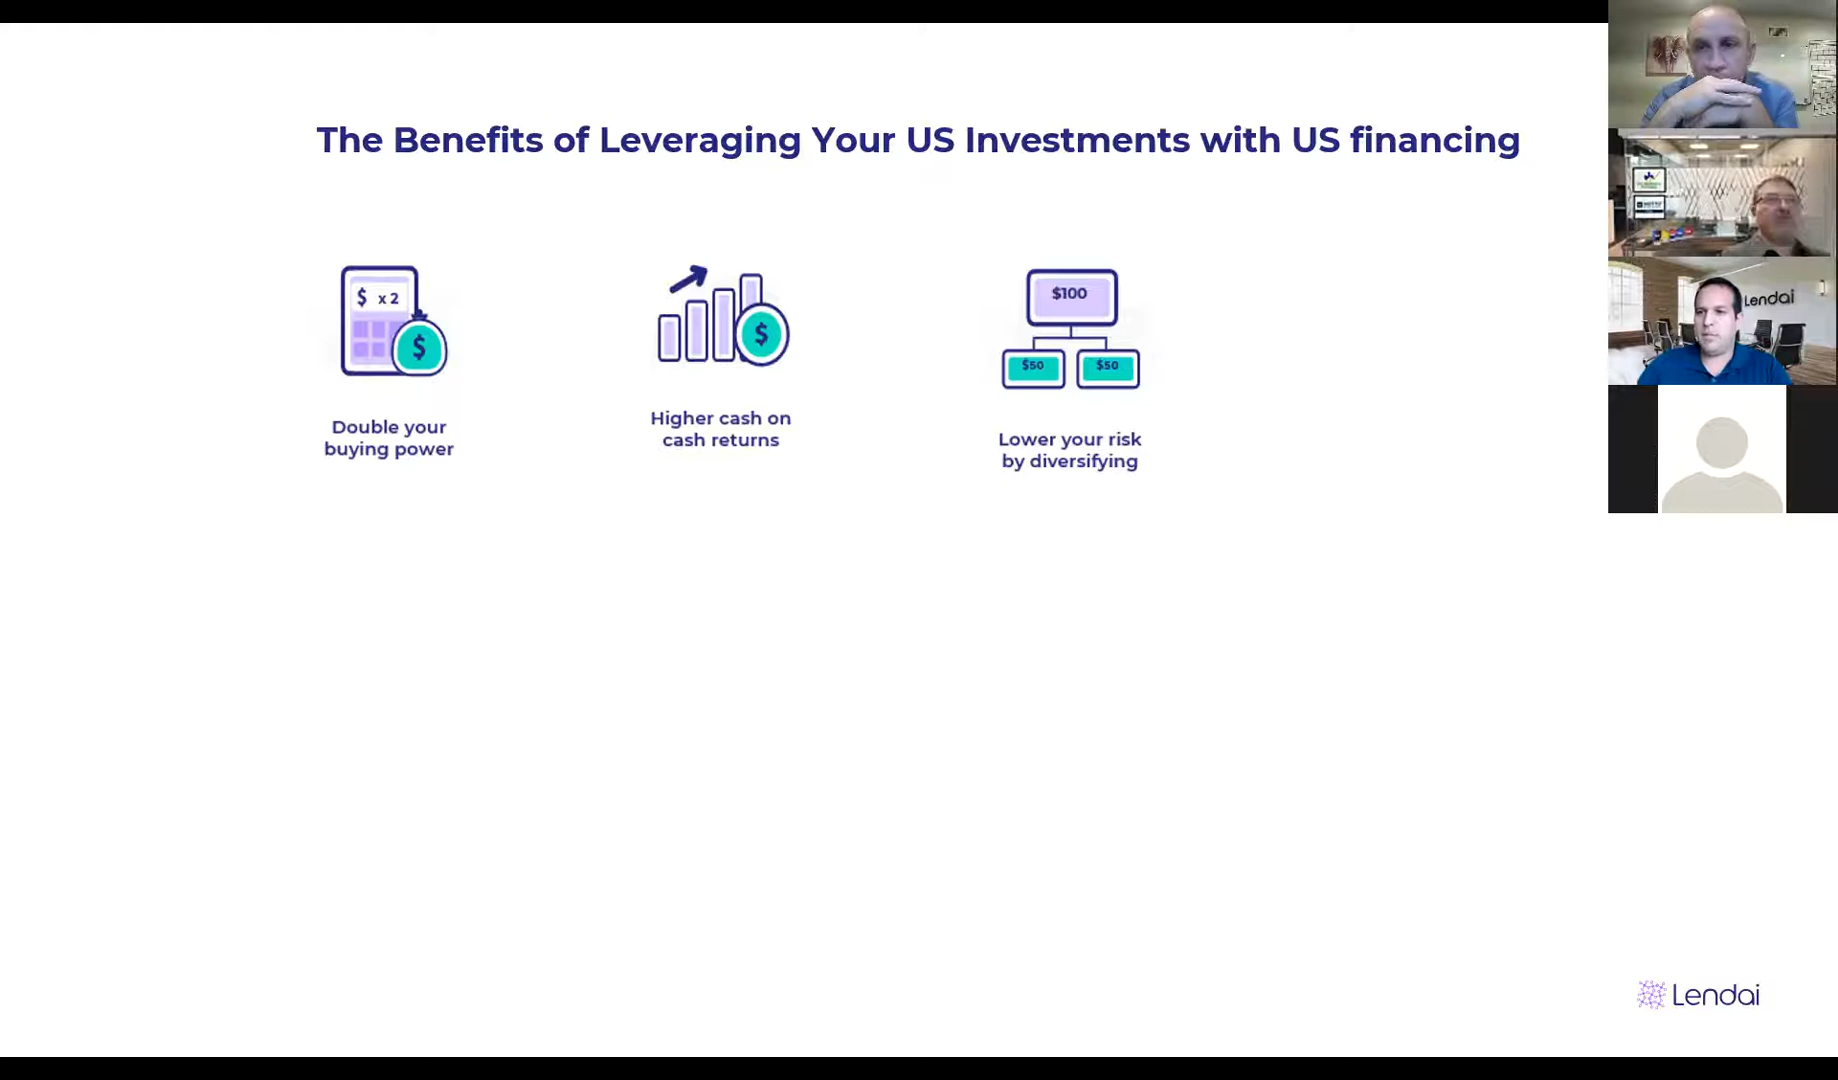 The Benefits of Leveraging Your US Investments with US financing
$ x 2
$
$
$100
$50 $50
Double your
buying power
Higher cash on
cash returns
Lower your risk
by diversifying
Lendai
Lendai